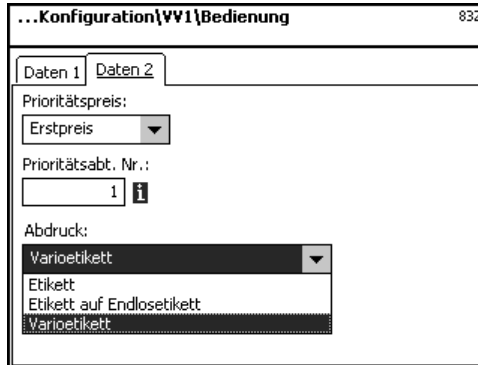 ...Konfiguration\VV1\Bedienung 832
Daten 1 Daten 2
Prioritätspreis:
Erstpreis
Prioritätsabt. Nr.:
1 i
Abdruck:
Varioetikett
Etikett
Etikett auf Endlosetikett
Varioetikett